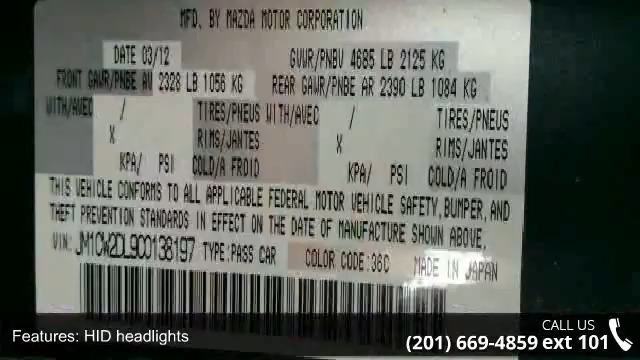 MFD. BY MAZDA MOTOR CORPORATION
DATE 03/12 GVWR/PNBV 4685 LB 2125 KG
FRONT GAWR/PNBE AV 2328 LB 1056 KG REAR GAWR/PNBE AR 2390 LB 1084 KG
WITH/AVEC / TIRES/PNEUS WITH/AVEC / TIRES/PNEUS
X RIMS/JANTES X RIMS/JANTES
KPA/ PSI COLD/A FROID KPA/ PSI COLD/A FROID
THIS VEHICLE CONFORMS TO ALL APPLICABLE FEDERAL MOTOR VEHICLE SAFETY, BUMPER, AND
THEFT PREVENTION STANDARDS IN EFFECT ON THE DATE OF MANUFACTURE SHOWN ABOVE.
VIN: JM1CW2DL9C0138197 TYPE:PASS CAR COLOR CODE:38C MADE IN JAPAN
Features: HID headlights
CALL US
(201) 669-4859 ext 101